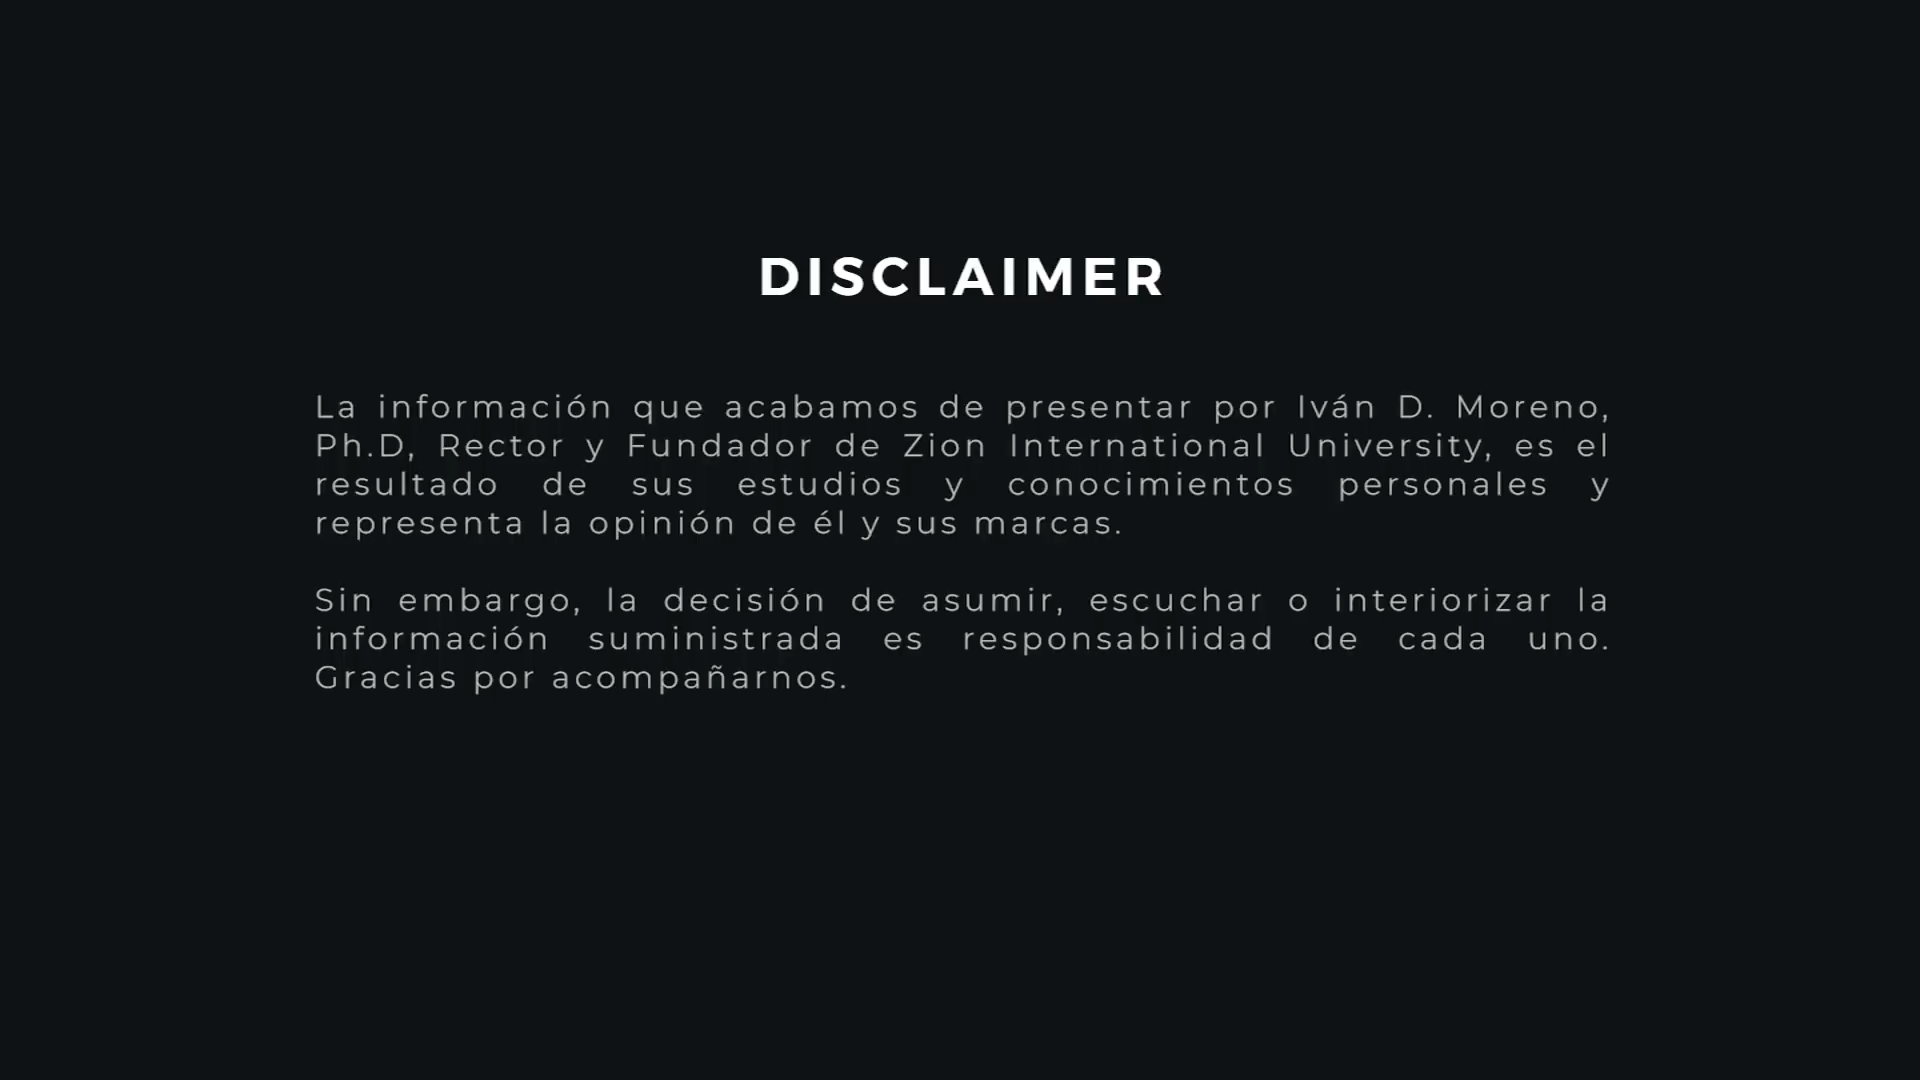 DISCLAIMER
La información que acabamos de presentar por Iván D. Moreno,
Ph.D, Rector y Fundador de Zion International University, es el
resultado de sus estudios y conocimientos personales y
representa la opinión de él y sus marcas.
Sin embargo, la decisión de asumir, escuchar o interiorizar la
información suministrada es responsabilidad de cada uno.
Gracias por acompañarnos.